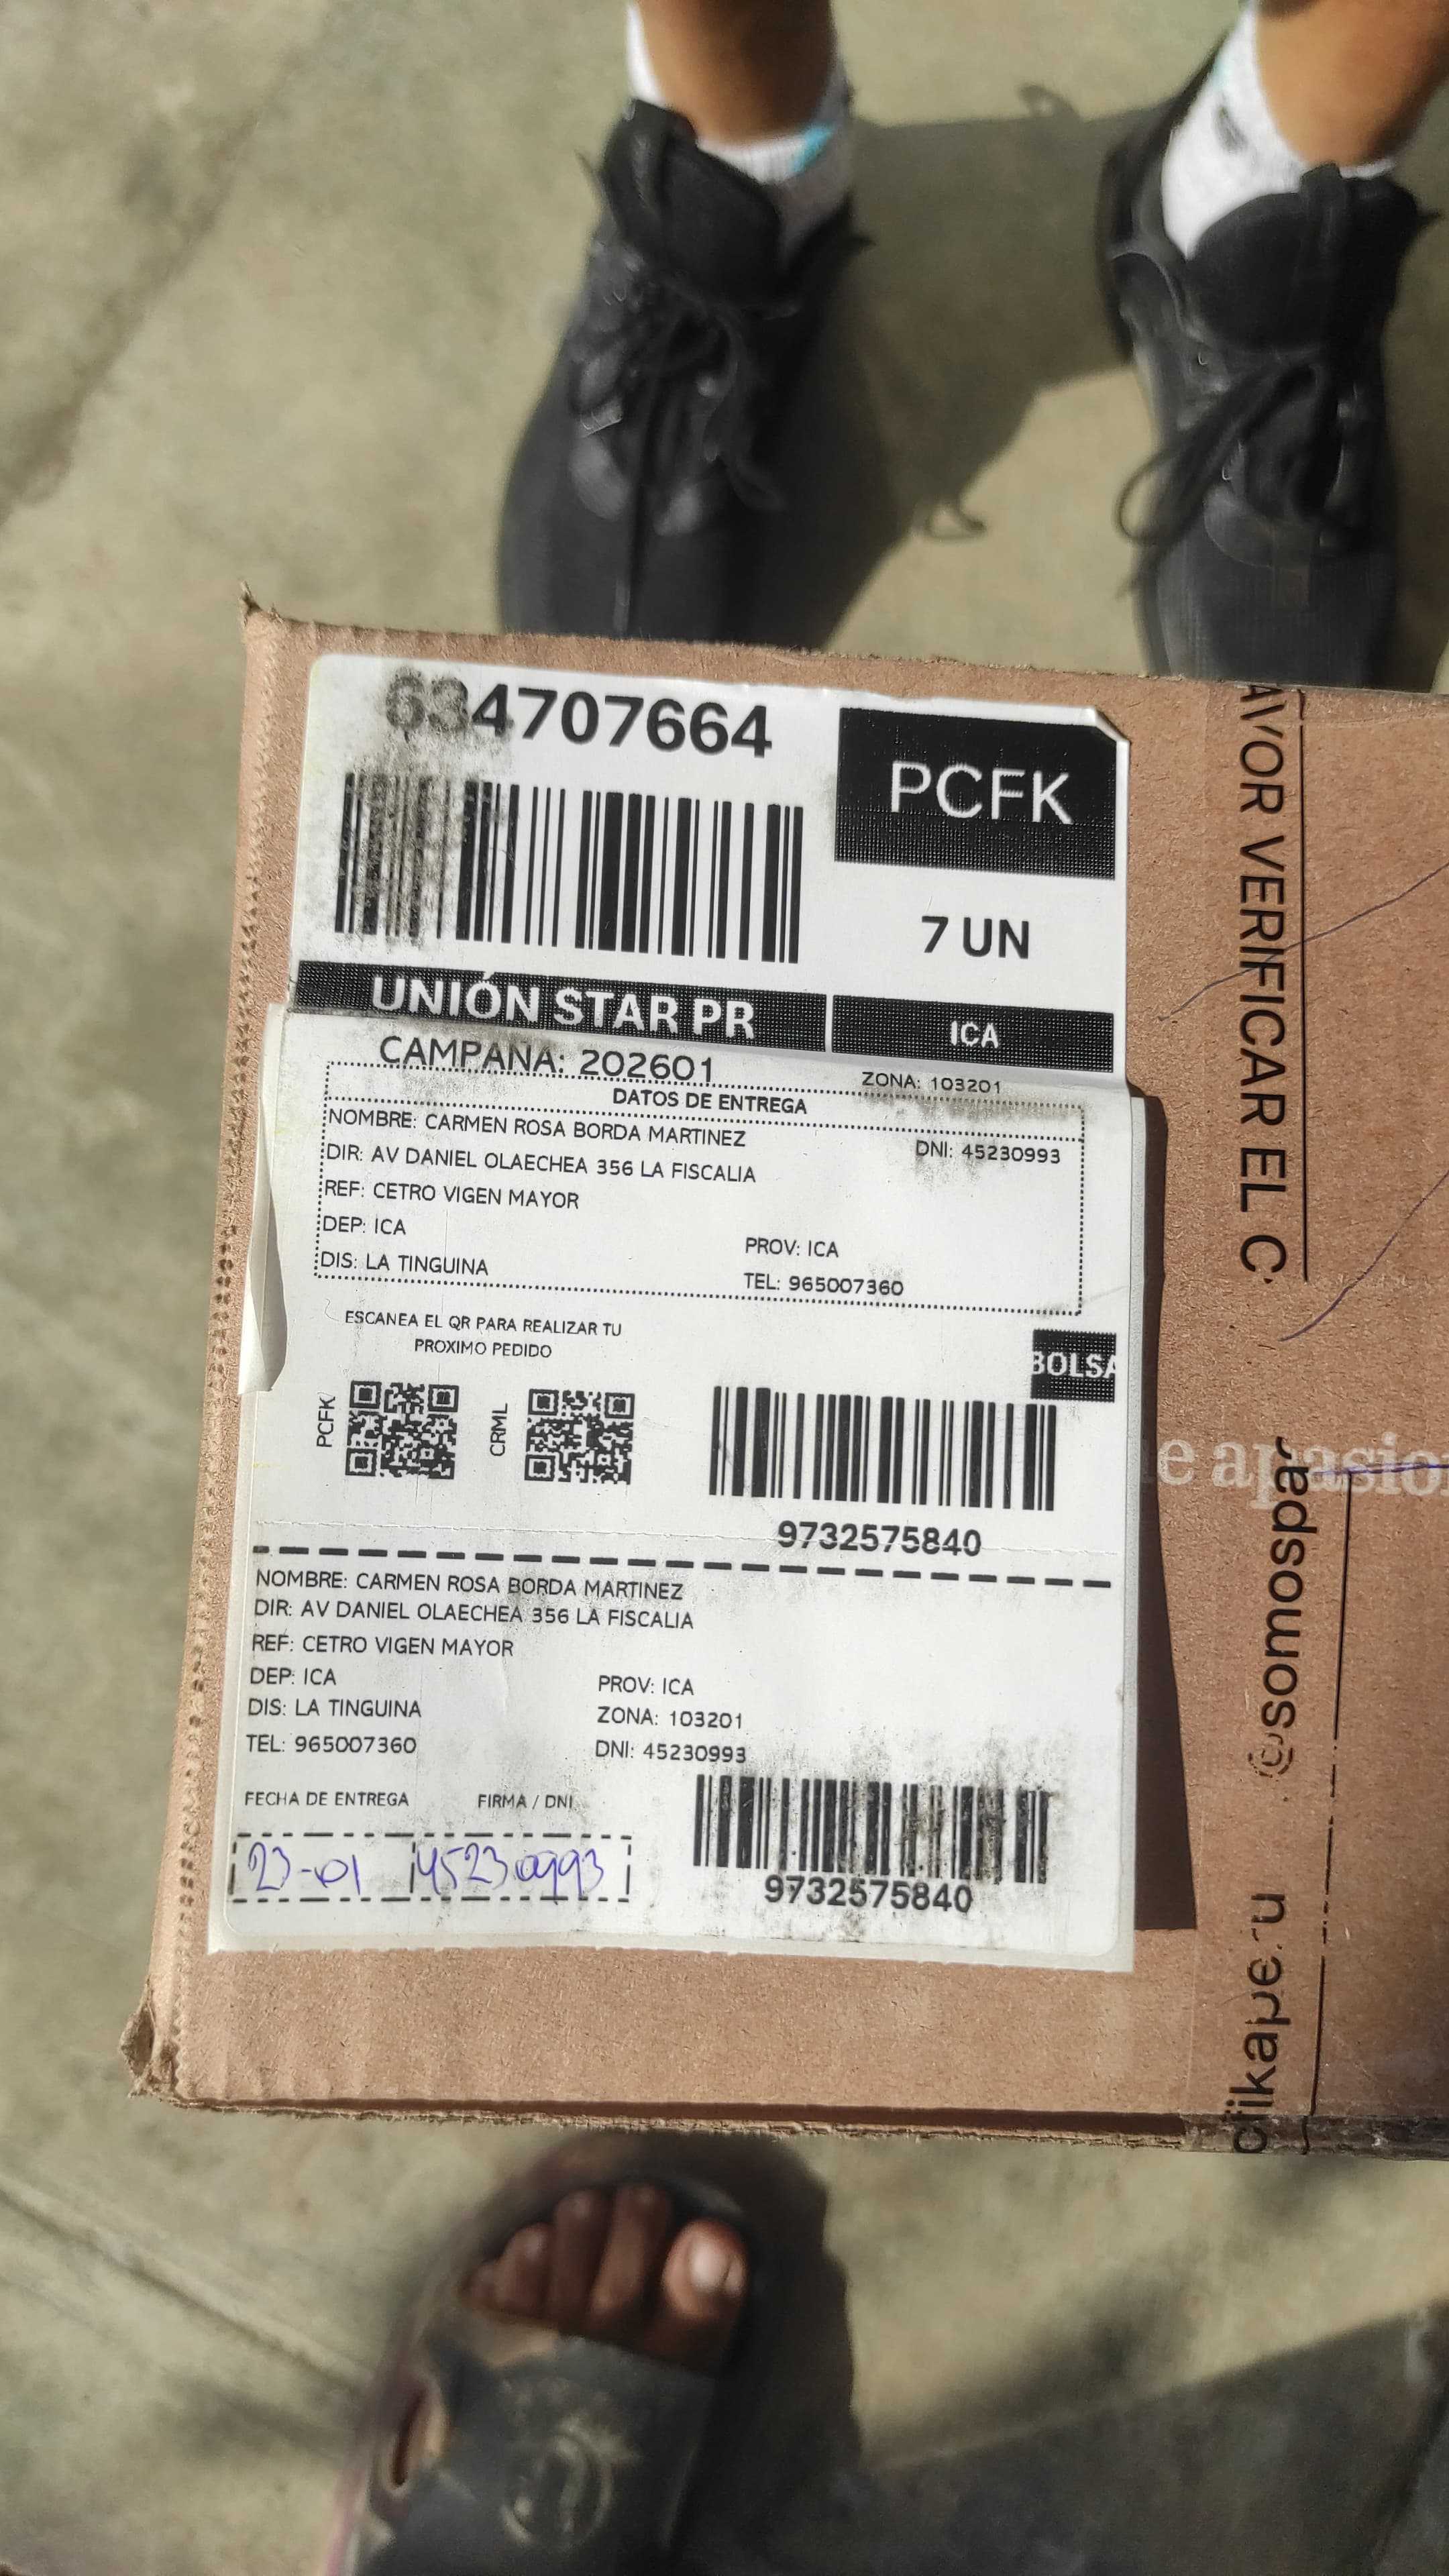 634707664
PCFK
7 UN
UNIÓN STAR PR
ICA
CAMPAÑA: 202601
ZONA: 103201
DATOS DE ENTREGA
NOMBRE: CARMEN ROSA BORDA MARTINEZ
DNI: 45230993
DIR: AV DANIEL OLAECHEA 356 LA FISCALIA
REF: CETRO VIGEN MAYOR
DEP: ICA
PROV: ICA
DIS: LA TINGUINA
TEL: 965007360
ESCANEA EL QR PARA REALIZAR TU
PROXIMO PEDIDO
BOLSA
PCFK
CRML
9732575840
NOMBRE: CARMEN ROSA BORDA MARTINEZ
DIR: AV DANIEL OLAECHEA 356 LA FISCALIA
REF: CETRO VIGEN MAYOR
DEP: ICA
PROV: ICA
DIS: LA TINGUINA
ZONA: 103201
TEL: 965007360
DNI: 45230993
FECHA DE ENTREGA
FIRMA / DNI
23-01
45230993
9732575840
AVOR VERIFICAR EL C
e apasio
@somospa
cfikaperu